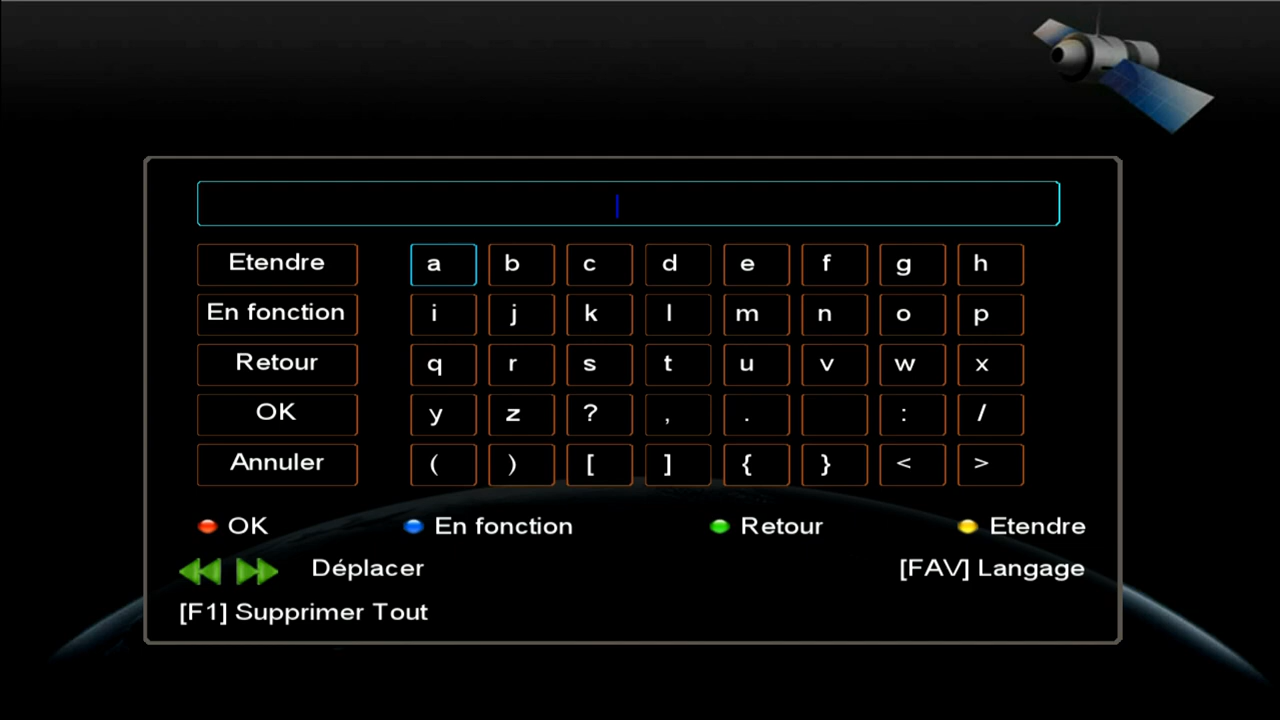 Etendre a b c d e f g h
En fonction i j k l m n o p
Retour q r s t u v w x
OK y z ? , . : /
Annuler ( ) [ ] { } < >
OK En fonction Retour Etendre
Déplacer [FAV] Langage
[F1] Supprimer Tout